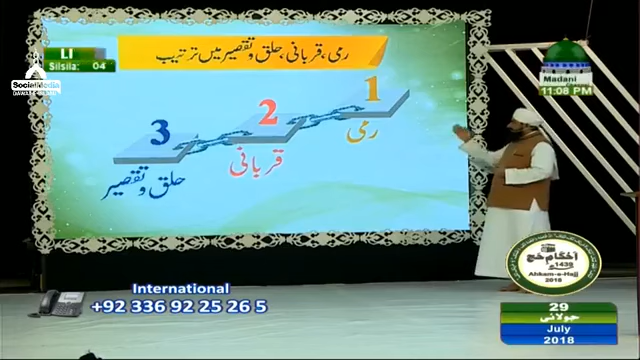 LI
Silsila: 04
SocialMedia
رمی، قربانی، حلق و تقصیر میں ترتیب
Madani
11:08 PM
1
رمی
2
قربانی
3
حلق و تقصیر
احکامِ حج
1439
Ahkam-e-Hajj
2018
International
+92 336 92 25 26 5
29
جولائی
July
2018